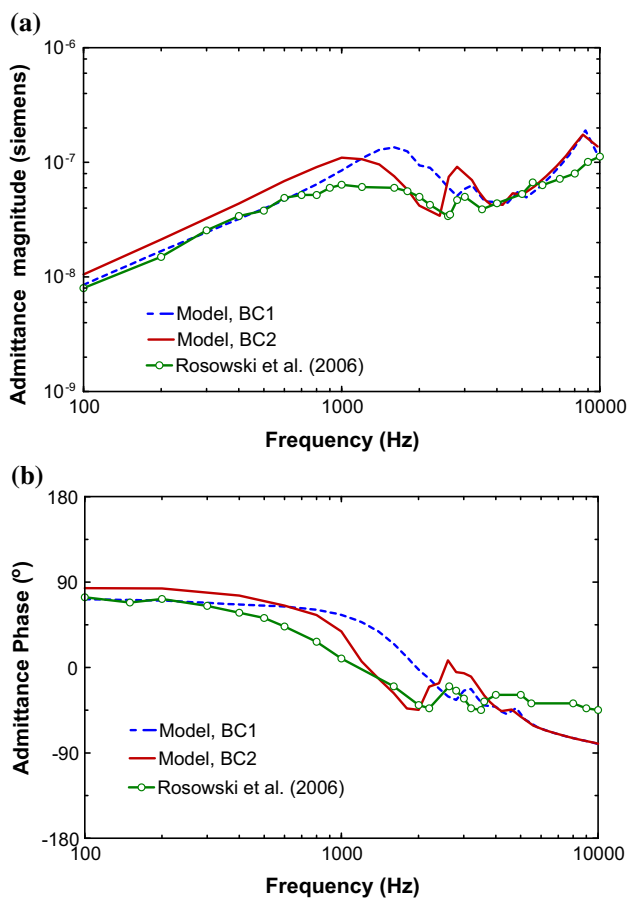 (a)
10^-6
10^-7
10^-8
10^-9
Admittance magnitude (siemens)
Model, BC1
Model, BC2
Rosowski et al. (2006)
100
1000
10000
Frequency (Hz)
(b)
180
90
0
-90
-180
Admittance Phase (º)
Model, BC1
Model, BC2
Rosowski et al. (2006)
100
1000
10000
Frequency (Hz)